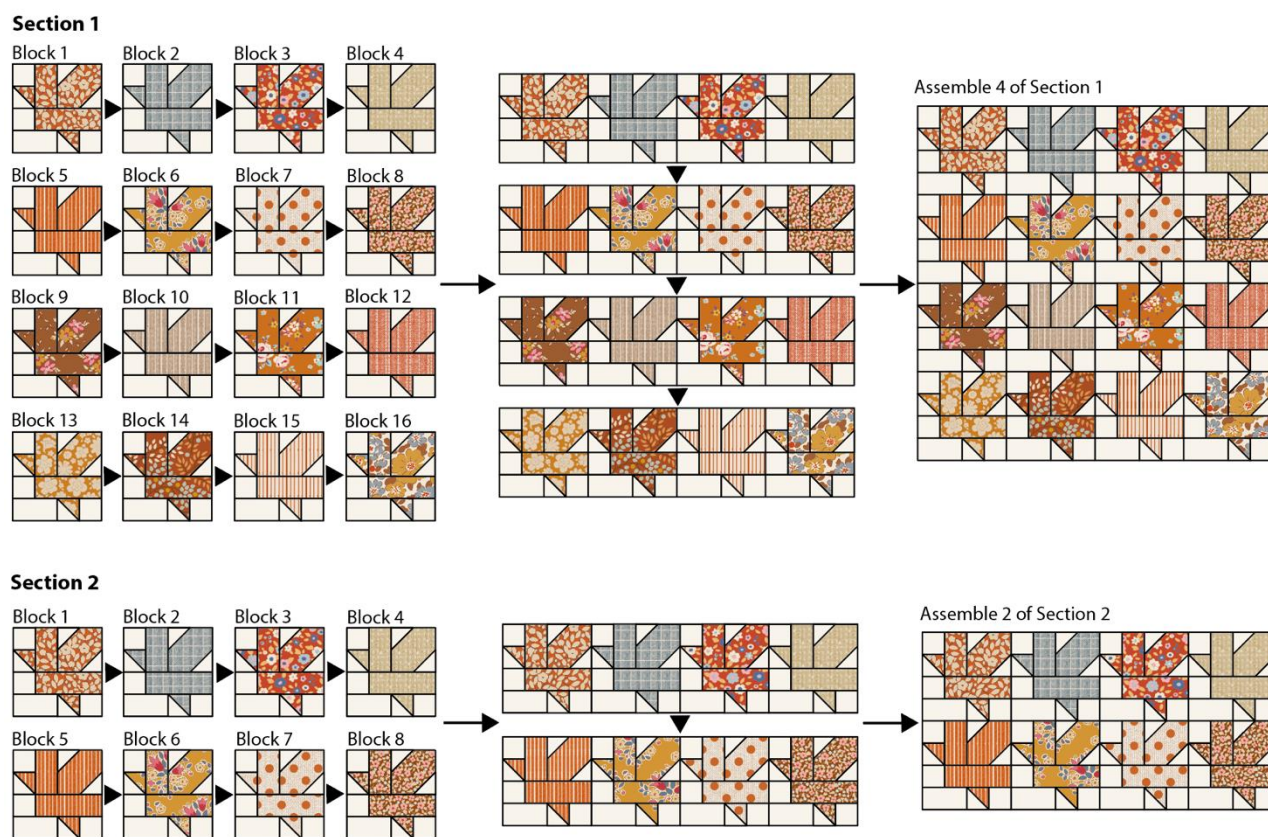 Section 1
Block 1 Block 2 Block 3 Block 4
Assemble 4 of Section 1
Block 5 Block 6 Block 7 Block 8
Block 9 Block 10 Block 11 Block 12
Block 13 Block 14 Block 15 Block 16
Section 2
Block 1 Block 2 Block 3 Block 4
Assemble 2 of Section 2
Block 5 Block 6 Block 7 Block 8